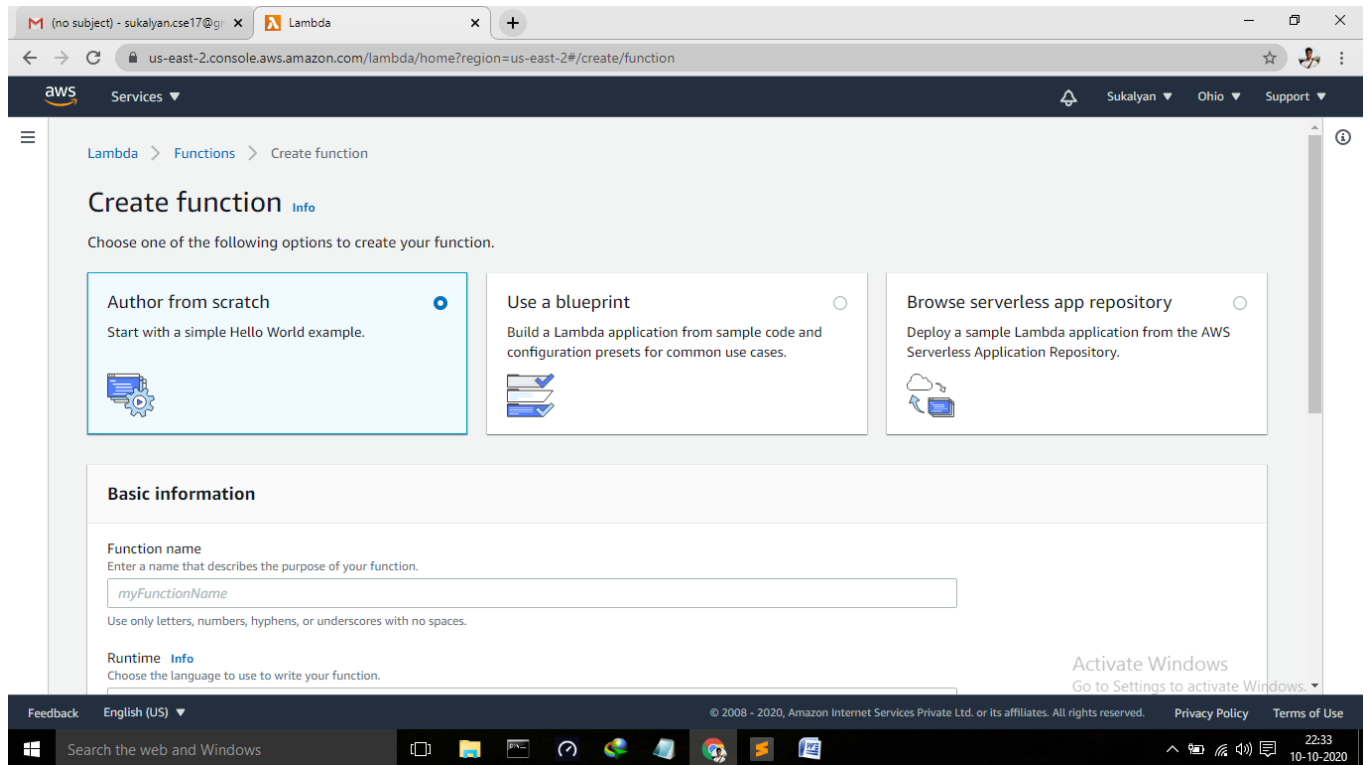 (no subject) - sukalyan.cse17@gr
Lambda
us-east-2.console.aws.amazon.com/lambda/home?region=us-east-2#/create/function
aws Services Sukalyan Ohio Support
Lambda > Functions > Create function
Create function Info
Choose one of the following options to create your function.
Author from scratch
Start with a simple Hello World example.
Use a blueprint
Build a Lambda application from sample code and
configuration presets for common use cases.
Browse serverless app repository
Deploy a sample Lambda application from the AWS
Serverless Application Repository.
Basic information
Function name
Enter a name that describes the purpose of your function.
myFunctionName
Use only letters, numbers, hyphens, or underscores with no spaces.
Runtime Info
Choose the language to use to write your function.
Activate Windows
Go to Settings to activate Windows.
Feedback English (US) © 2008 - 2020, Amazon Internet Services Private Ltd. or its affiliates. All rights reserved. Privacy Policy Terms of Use
Search the web and Windows
22:33
10-10-2020